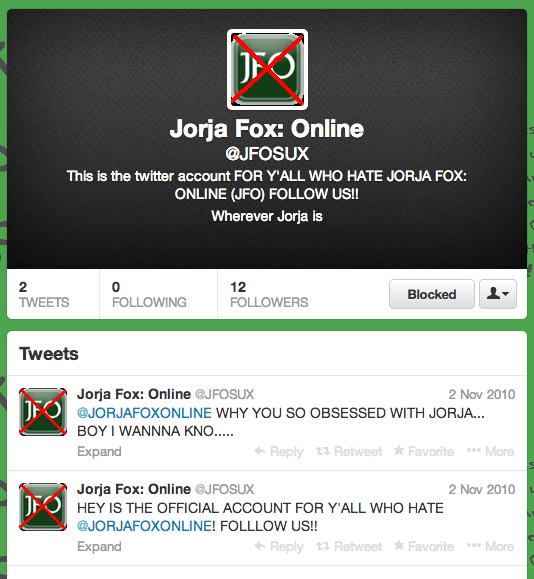 JFO
Jorja Fox: Online
@JFOSUX
This is the twitter account FOR Y'ALL WHO HATE JORJA FOX:
ONLINE (JFO) FOLLOW US!!
Wherever Jorja is
2 0 12
TWEETS FOLLOWING FOLLOWERS
Blocked
Tweets
JFO
Jorja Fox: Online @JFOSUX 2 Nov 2010
@JORJAFOXONLINE WHY YOU SO OBSESSED WITH JORJA...
BOY I WANNNA KNO.....
Expand Reply Retweet Favorite More
JFO
Jorja Fox: Online @JFOSUX 2 Nov 2010
HEY IS THE OFFICIAL ACCOUNT FOR Y'ALL WHO HATE
@JORJAFOXONLINE! FOLLLOW US!!
Expand Reply Retweet Favorite More